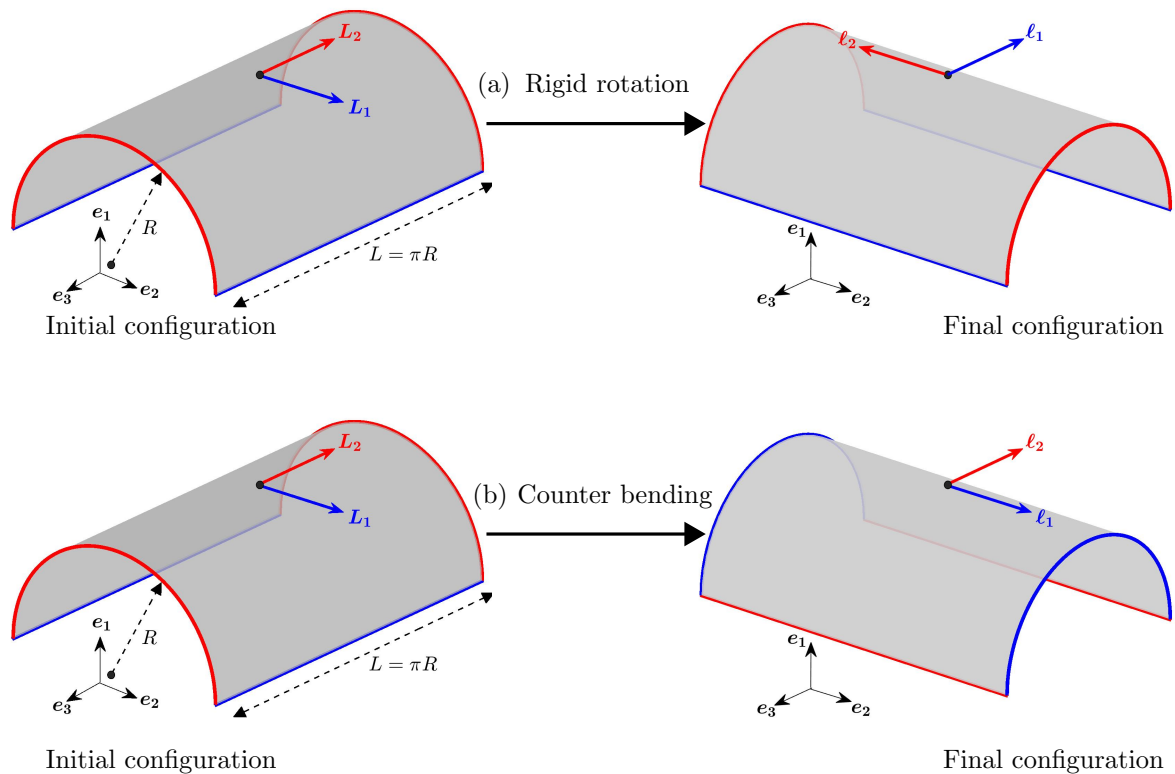 L₂
ℓ₂
ℓ₁
(a) Rigid rotation
L₁
e₁
R
L = πR
e₃
e₂
e₁
e₃
e₂
Initial configuration
Final configuration
L₂
ℓ₂
(b) Counter bending
L₁
ℓ₁
e₁
R
L = πR
e₃
e₂
e₁
e₃
e₂
Initial configuration
Final configuration